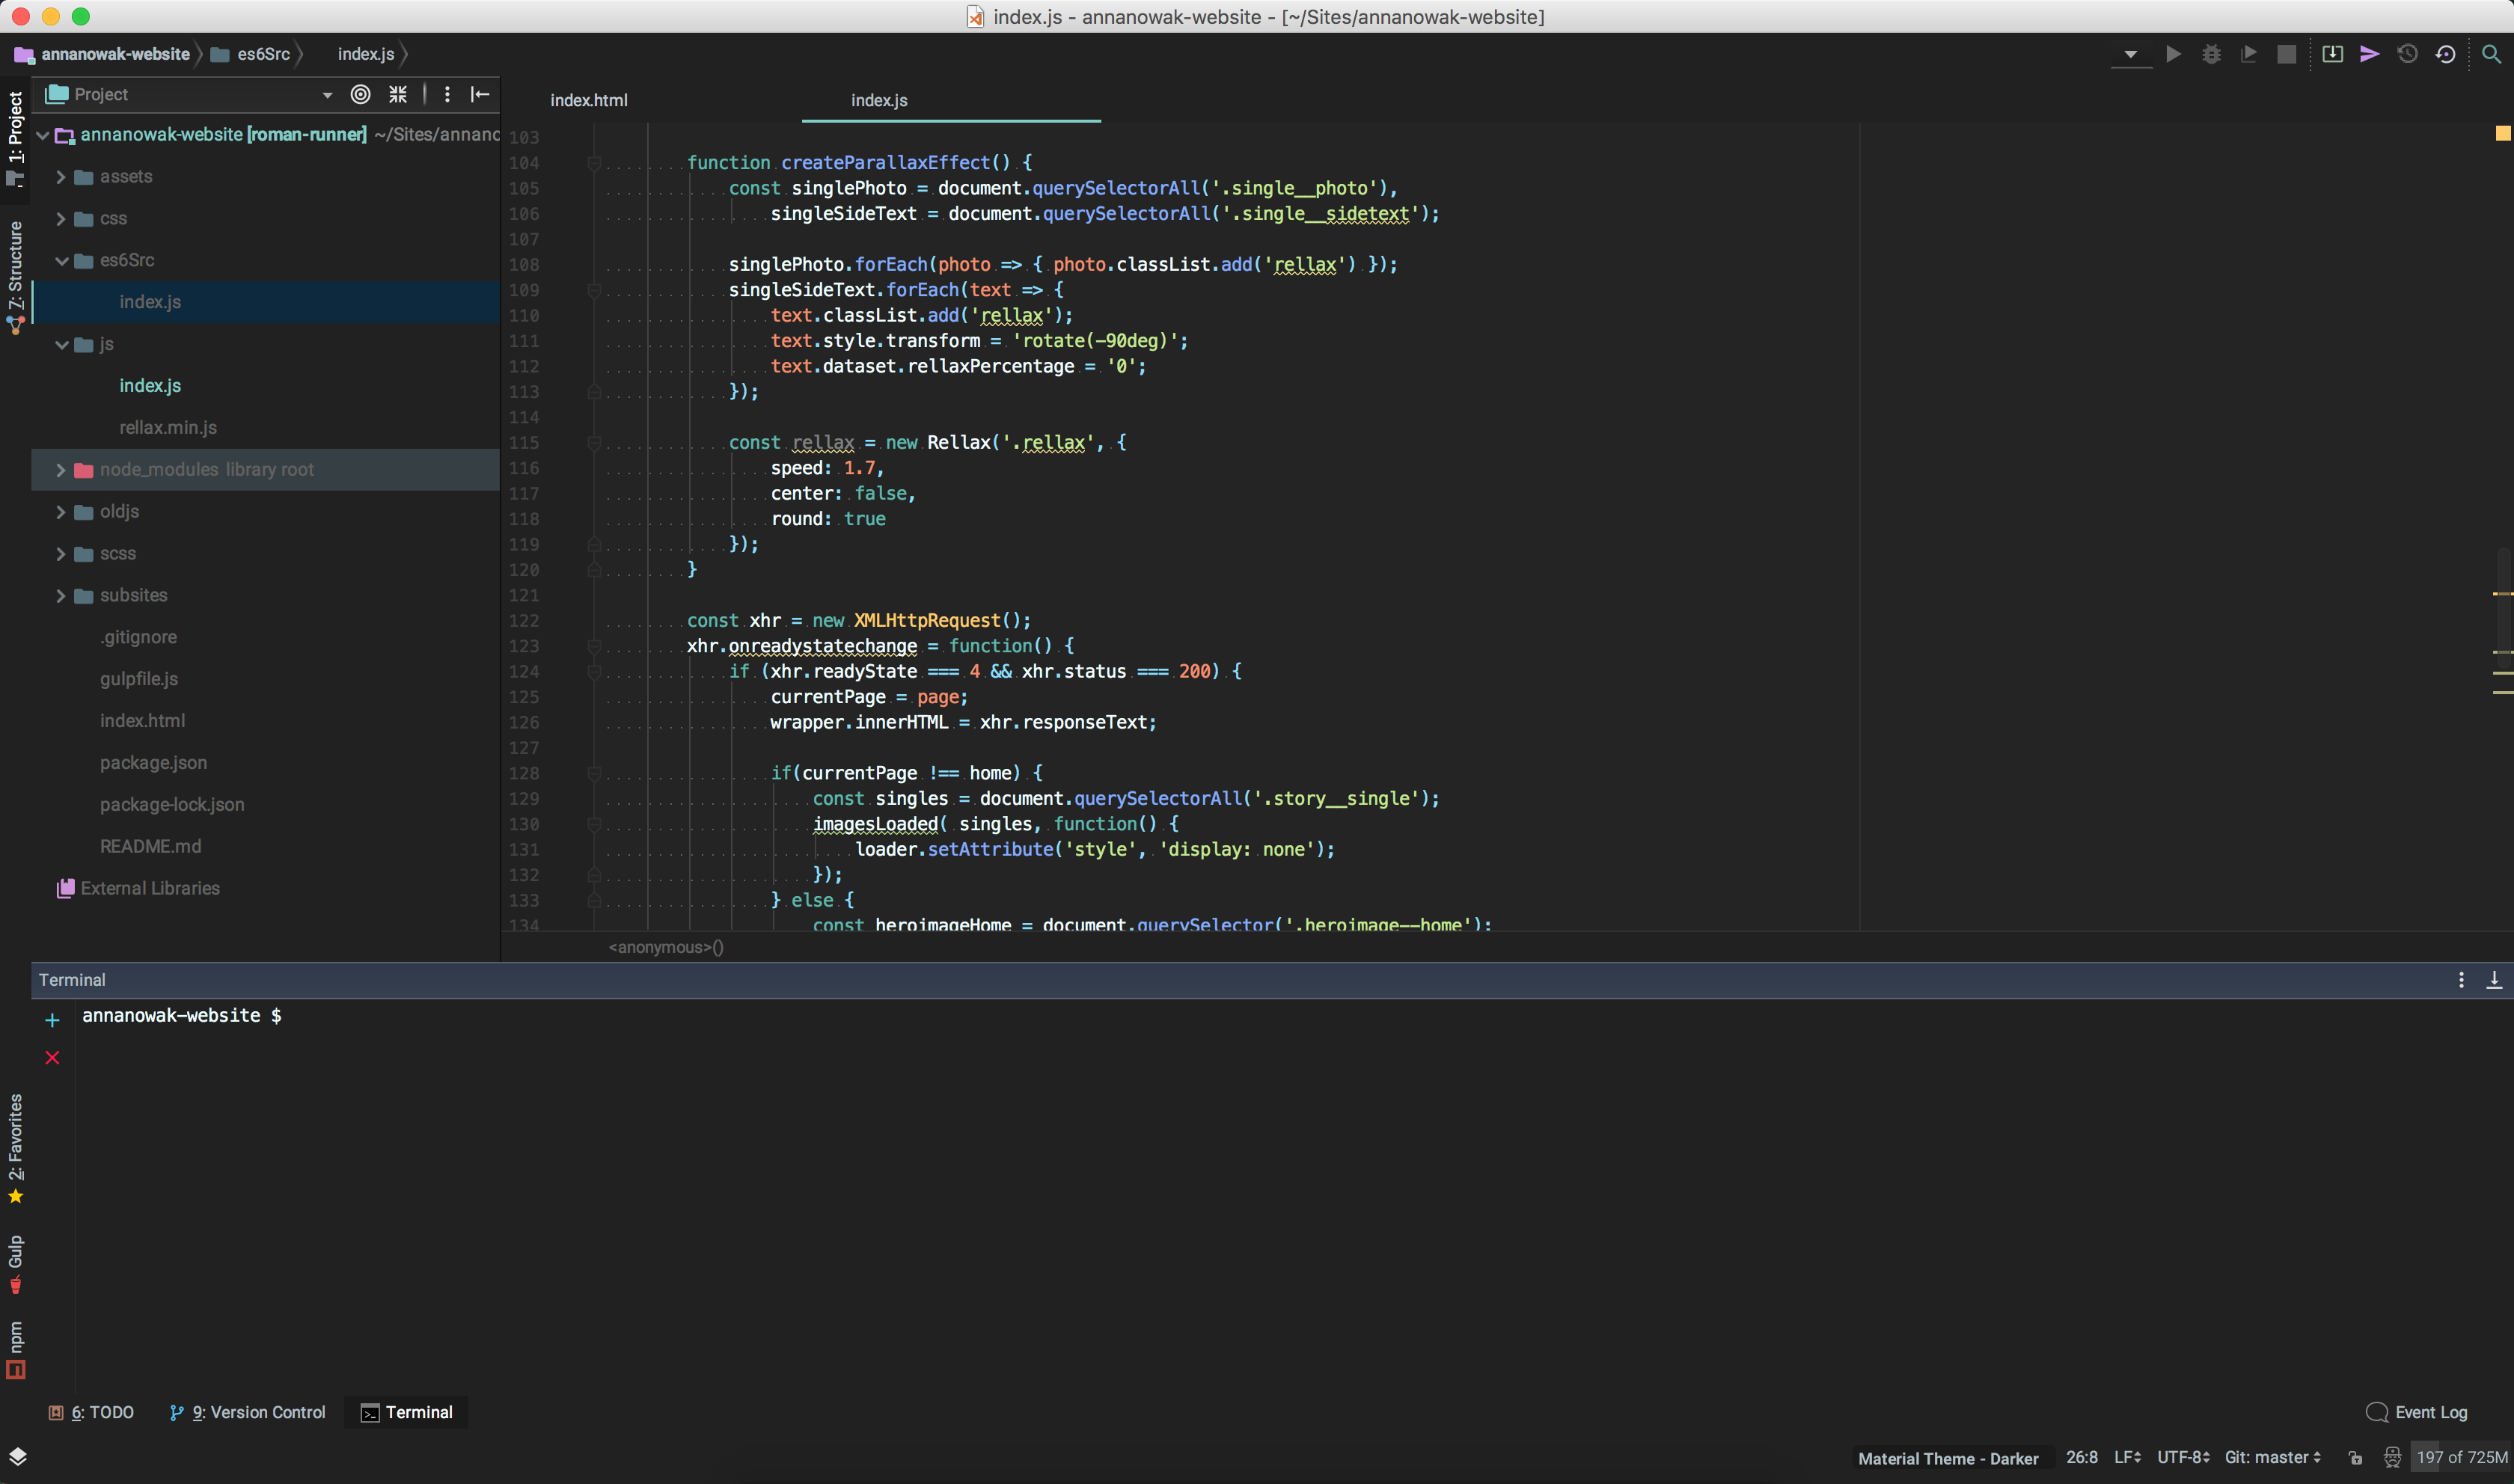 index.js - annanowak-website - [~/Sites/annanowak-website]
annanowak-website es6Src index.js
1: Project
7: Structure
2: Favorites
Gulp
npm
Project
annanowak-website [roman-runner] ~/Sites/annano
assets
css
es6Src
index.js
js
index.js
rellax.min.js
node_modules library root
oldjs
scss
subsites
.gitignore
gulpfile.js
index.html
package.json
package-lock.json
README.md
External Libraries
index.html index.js
103
104 function createParallaxEffect() {
105 const singlePhoto = document.querySelectorAll('.single__photo'),
106 singleSideText = document.querySelectorAll('.single__sidetext');
107
108 singlePhoto.forEach(photo => { photo.classList.add('rellax') });
109 singleSideText.forEach(text => {
110 text.classList.add('rellax');
111 text.style.transform = 'rotate(-90deg)';
112 text.dataset.rellaxPercentage = '0';
113 });
114
115 const rellax = new Rellax('.rellax', {
116 speed: 1.7,
117 center: false,
118 round: true
119 });
120 }
121
122 const xhr = new XMLHttpRequest();
123 xhr.onreadystatechange = function() {
124 if (xhr.readyState === 4 && xhr.status === 200) {
125 currentPage = page;
126 wrapper.innerHTML = xhr.responseText;
127
128 if(currentPage !== home) {
129 const singles = document.querySelectorAll('.story__single');
130 imagesLoaded( singles, function() {
131 loader.setAttribute('style', 'display: none');
132 });
133 } else {
134 const heroimageHome = document.querySelector('.heroimage--home');
<anonymous>()
Terminal
annanowak-website $
6: TODO 9: Version Control Terminal Event Log
Material Theme - Darker 26:8 LF UTF-8 Git: master 197 of 725M